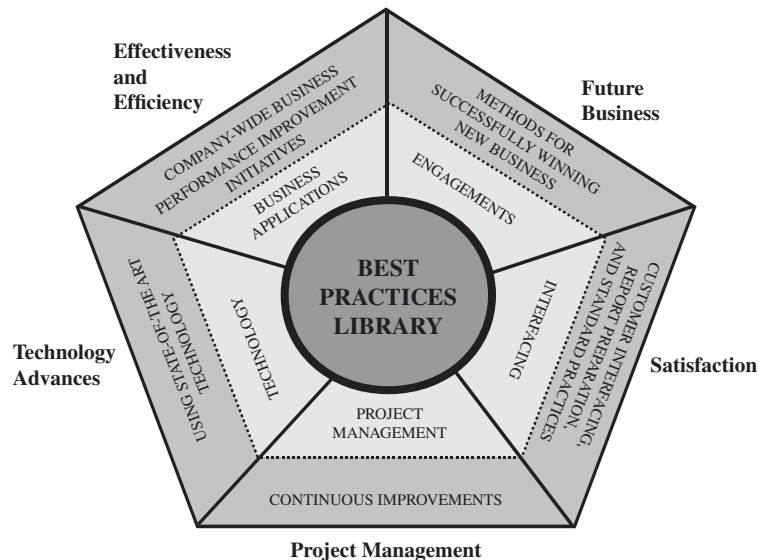 Effectiveness
and
Efficiency
COMPANY-WIDE BUSINESS
PERFORMANCE IMPROVEMENT
INITIATIVES
BUSINESS
APPLICATIONS
Future
Business
METHODS FOR
SUCCESSFULLY WINNING
NEW BUSINESS
ENGAGEMENTS
BEST
PRACTICES
LIBRARY
Technology
Advances
USING STATE-OF-THE ART
TECHNOLOGY
TECHNOLOGY
INTERFACING
CUSTOMER INTERFACING,
REPORT PREPARATION,
AND STANDARD PRACTICES
Satisfaction
PROJECT
MANAGEMENT
CONTINUOUS IMPROVEMENTS
Project Management